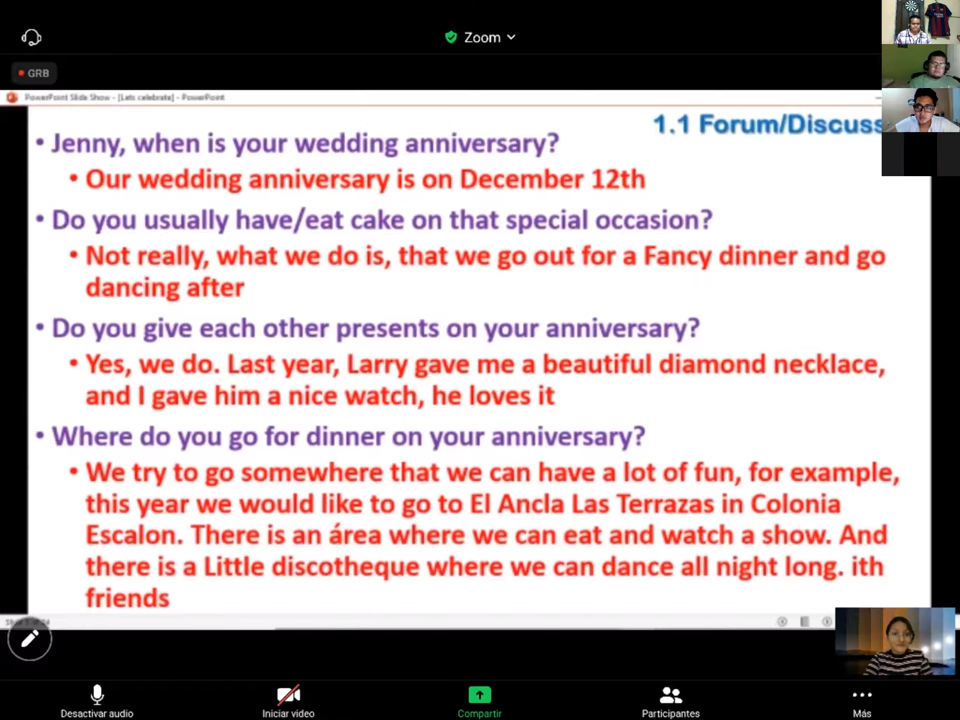 Zoom
GRB
PowerPoint Slide Show - [Lets celebrate] - PowerPoint
1.1 Forum/Discuss
• Jenny, when is your wedding anniversary?
• Our wedding anniversary is on December 12th
• Do you usually have/eat cake on that special occasion?
• Not really, what we do is, that we go out for a Fancy dinner and go
dancing after
• Do you give each other presents on your anniversary?
• Yes, we do. Last year, Larry gave me a beautiful diamond necklace,
and I gave him a nice watch, he loves it
• Where do you go for dinner on your anniversary?
• We try to go somewhere that we can have a lot of fun, for example,
this year we would like to go to El Ancla Las Terrazas in Colonia
Escalon. There is an área where we can eat and watch a show. And
there is a Little discotheque where we can dance all night long. ith
friends
Desactivar audio
Iniciar video
Compartir
Participantes
Más